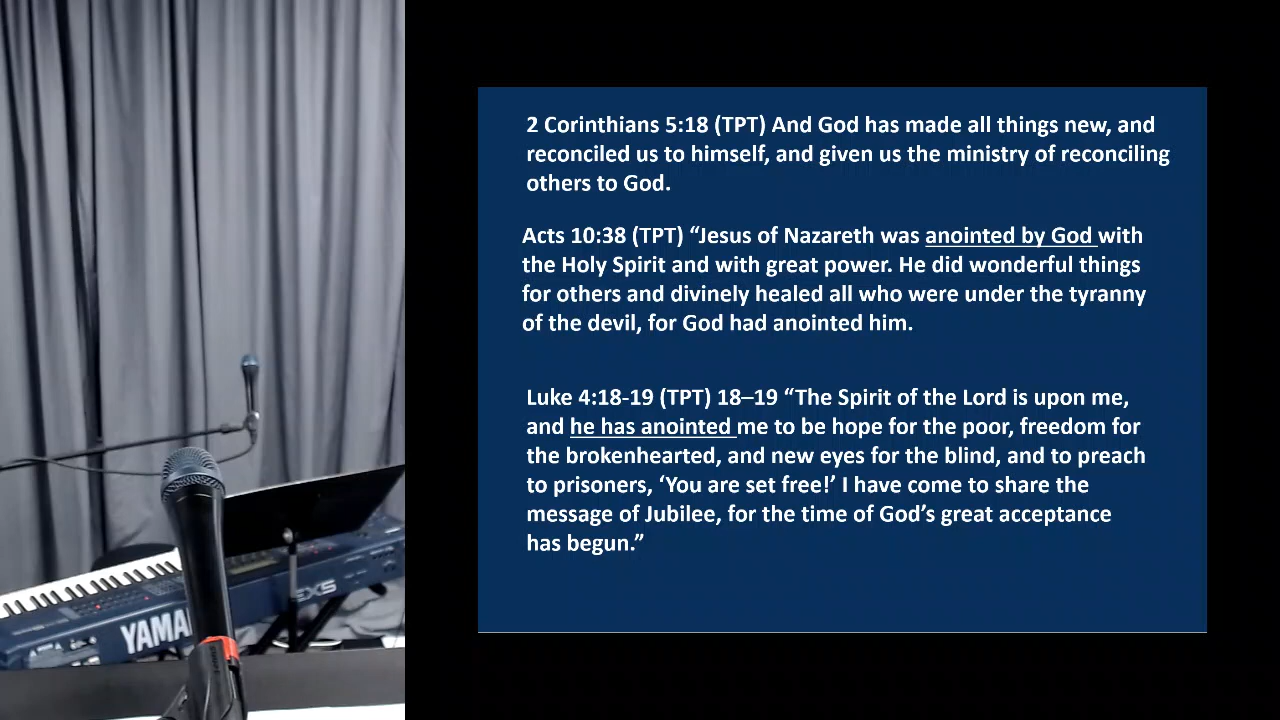 2 Corinthians 5:18 (TPT) And God has made all things new, and
reconciled us to himself, and given us the ministry of reconciling
others to God.
Acts 10:38 (TPT) “Jesus of Nazareth was anointed by God with
the Holy Spirit and with great power. He did wonderful things
for others and divinely healed all who were under the tyranny
of the devil, for God had anointed him.
Luke 4:18-19 (TPT) 18–19 “The Spirit of the Lord is upon me,
and he has anointed me to be hope for the poor, freedom for
the brokenhearted, and new eyes for the blind, and to preach
to prisoners, ‘You are set free!’ I have come to share the
message of Jubilee, for the time of God’s great acceptance
has begun.”
EX5
YAMA